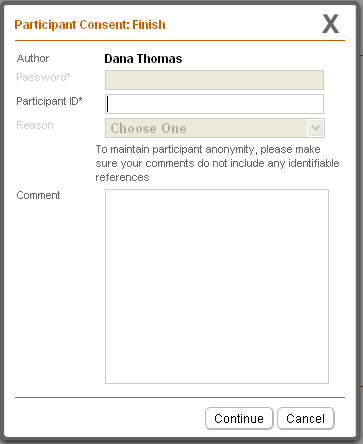 Participant Consent: Finish X
Author Dana Thomas
Password*
Participant ID*
Reason Choose One
To maintain participant anonymity, please make
sure your comments do not include any identifiable
references
Comment
Continue Cancel